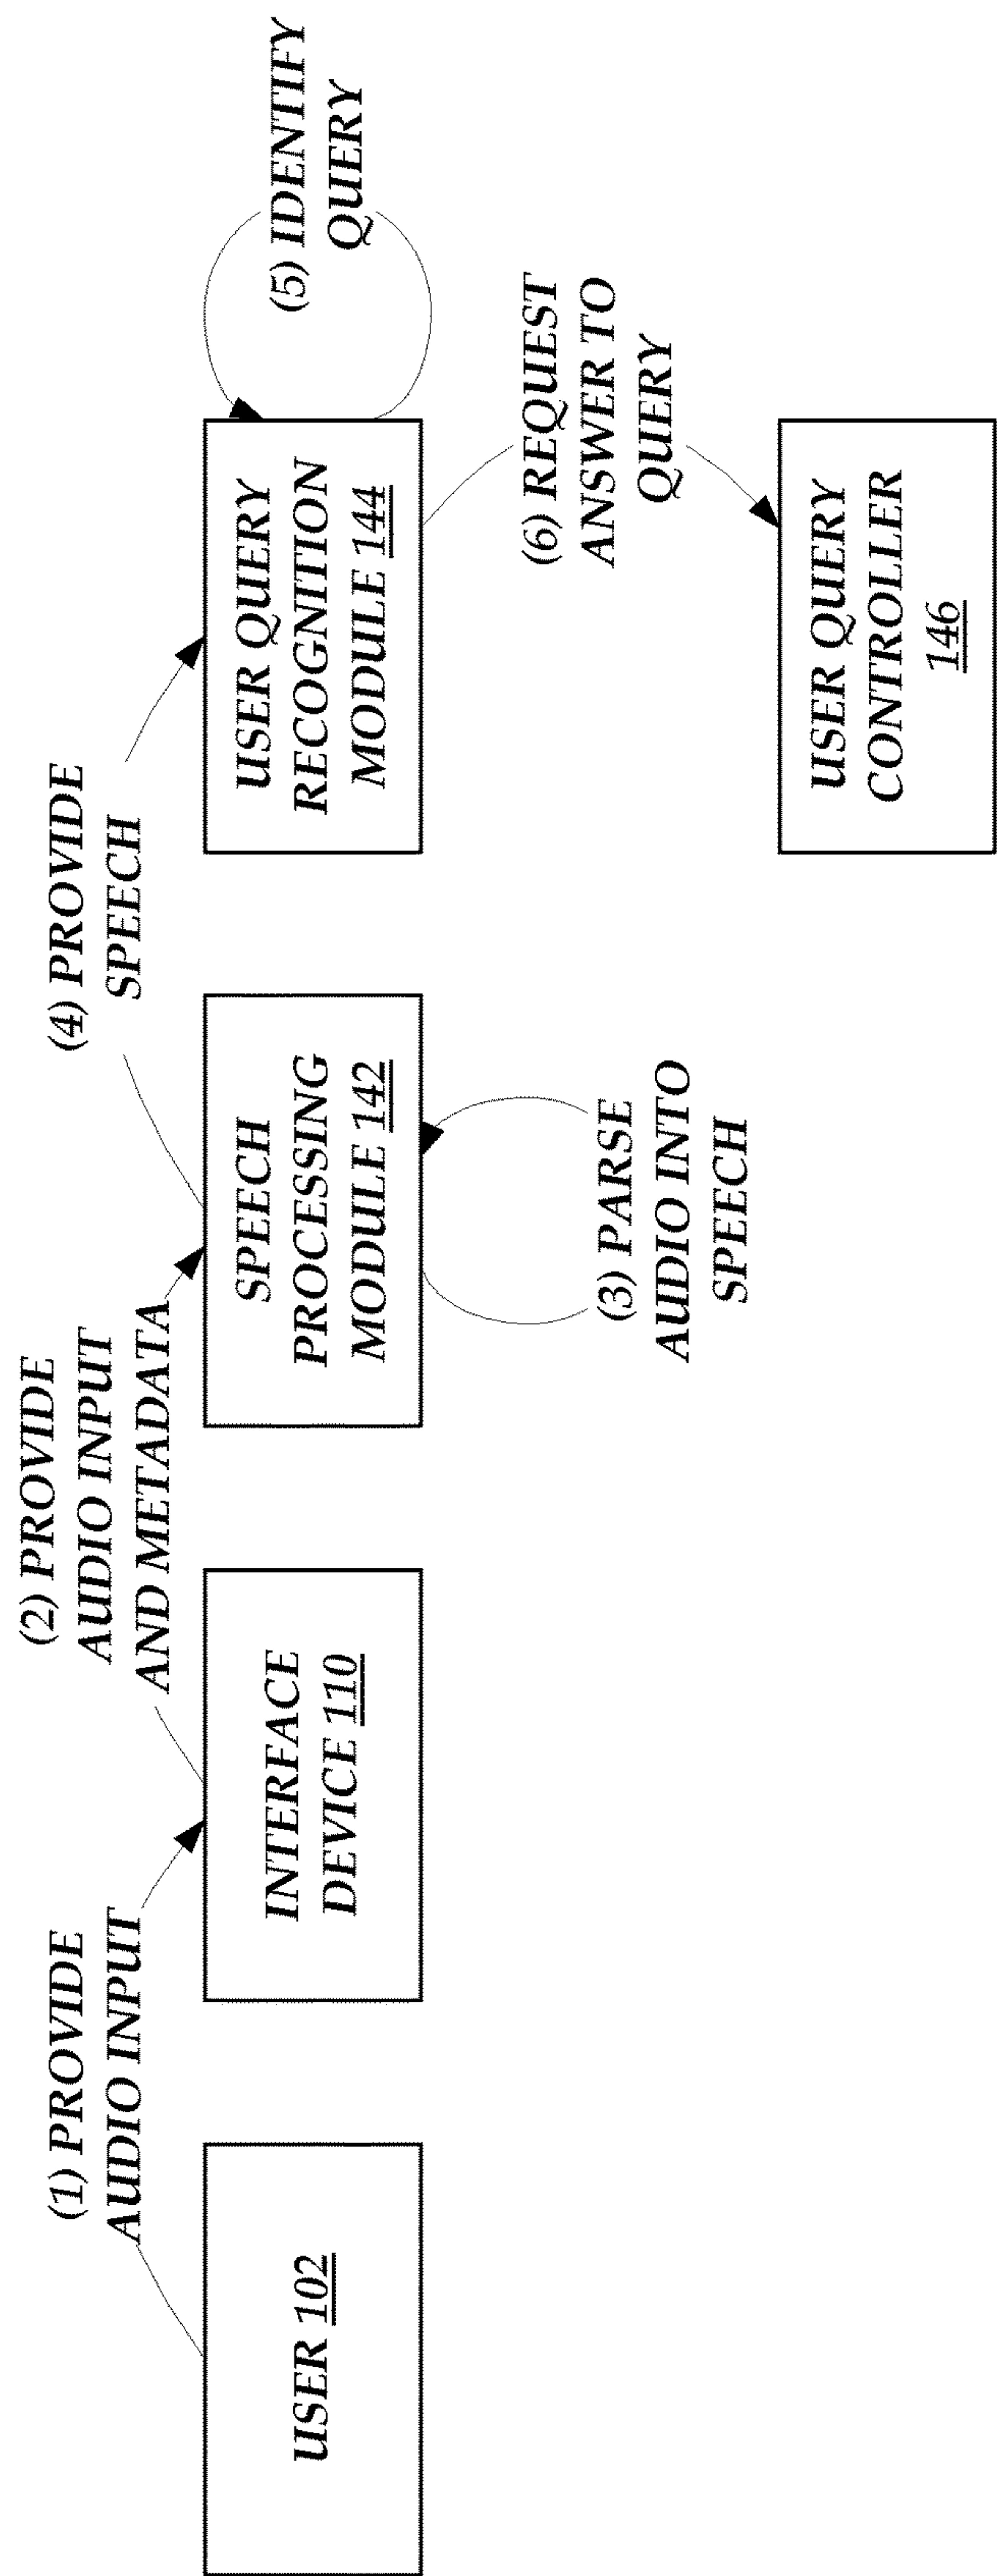 (1) PROVIDE
AUDIO INPUT
(2) PROVIDE
AUDIO INPUT
AND METADATA
(4) PROVIDE
SPEECH
USER 102
INTERFACE
DEVICE 110
SPEECH
PROCESSING
MODULE 142
USER QUERY
RECOGNITION
MODULE 144
(5) IDENTIFY
QUERY
(3) PARSE
AUDIO INTO
SPEECH
(6) REQUEST
ANSWER TO
QUERY
USER QUERY
CONTROLLER
146